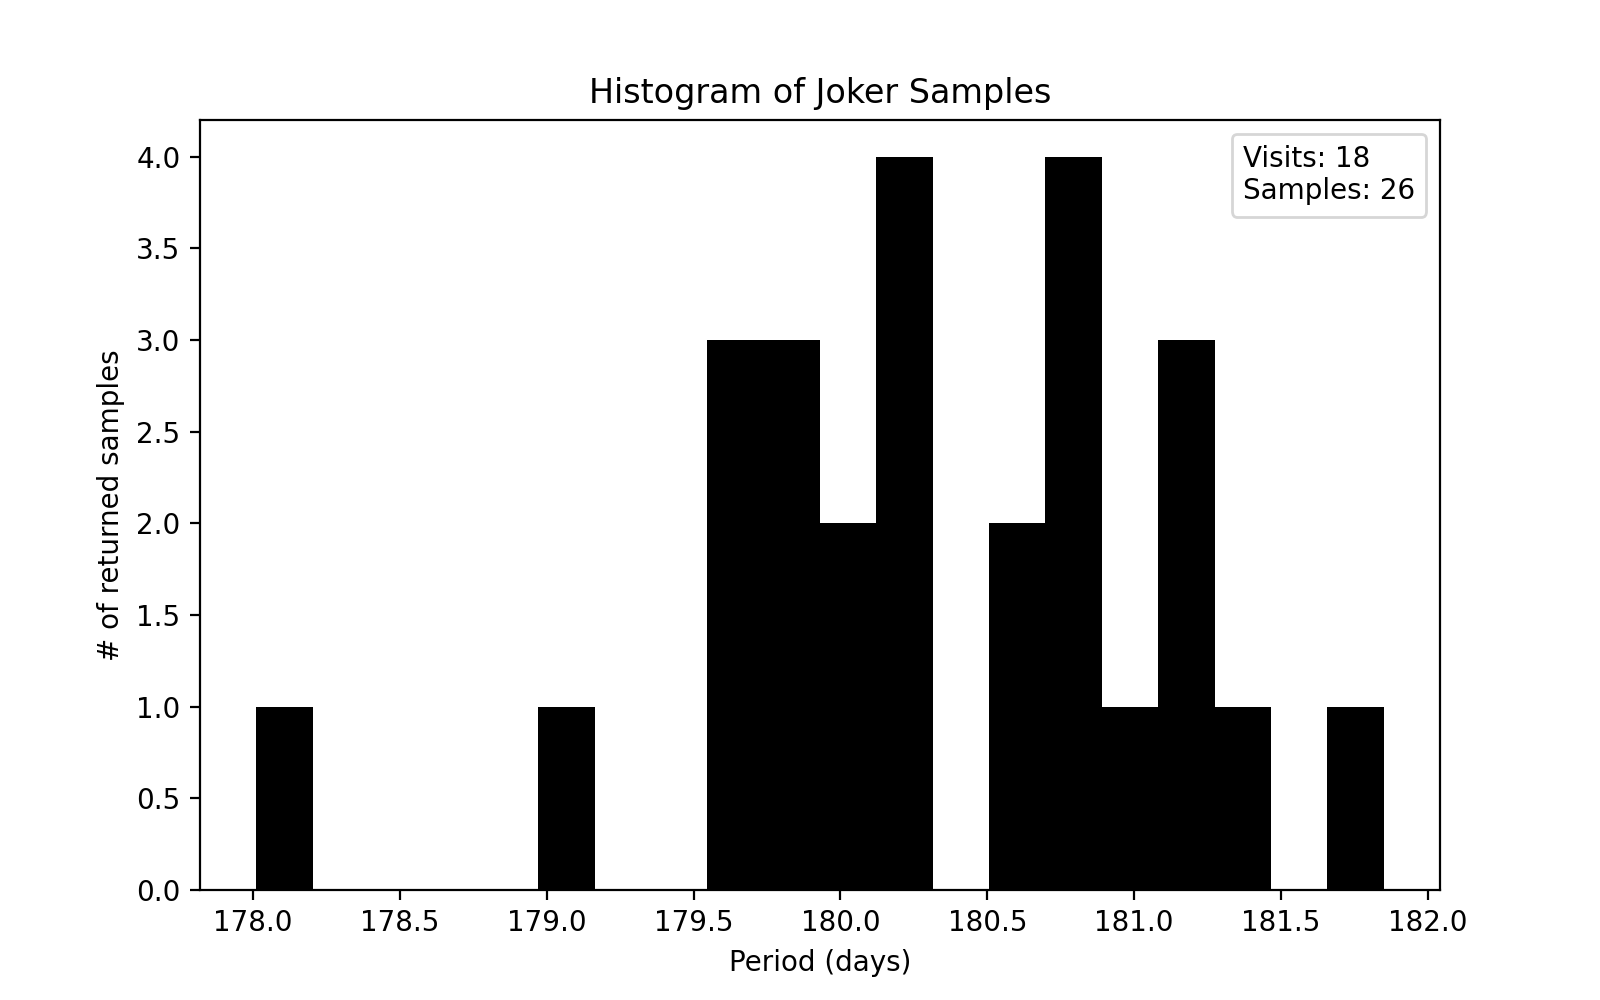 Histogram of Joker Samples
Visits: 18
Samples: 26
# of returned samples
4.0
3.5
3.0
2.5
2.0
1.5
1.0
0.5
0.0
178.0 178.5 179.0 179.5 180.0 180.5 181.0 181.5 182.0
Period (days)